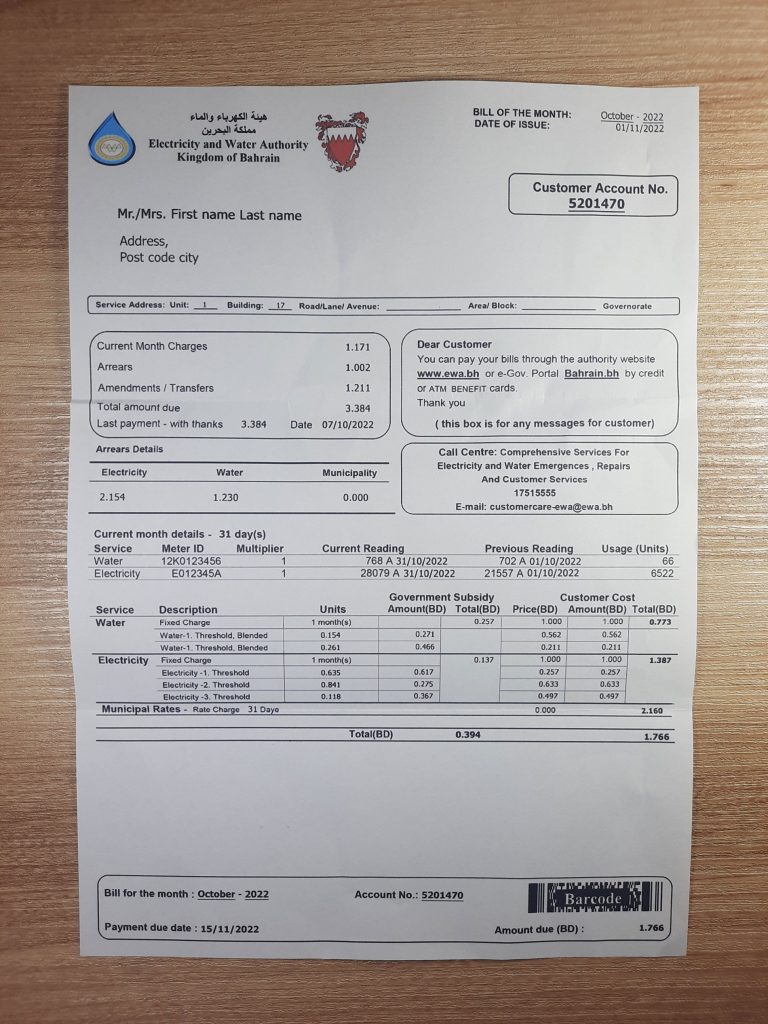 هيئة الكهرباء والماء
مملكة البحرين
Electricity and Water Authority
Kingdom of Bahrain
BILL OF THE MONTH: October - 2022
DATE OF ISSUE: 01/11/2022
Customer Account No.
5201470
Mr./Mrs. First name Last name
Address,
Post code city
Service Address: Unit: 1 Building: 17 Road/Lane/ Avenue: Area/ Block: Governorate
Current Month Charges 1.171
Arrears 1.002
Amendments / Transfers 1.211
Total amount due 3.384
Last payment - with thanks 3.384 Date 07/10/2022
Dear Customer
You can pay your bills through the authority website
www.ewa.bh or e-Gov. Portal Bahrain.bh by credit
or ATM BENEFIT cards.
Thank you
( this box is for any messages for customer)
Arrears Details
Electricity Water Municipality
2.154 1.230 0.000
Call Centre: Comprehensive Services For
Electricity and Water Emergences , Repairs
And Customer Services
17515555
E-mail: customercare-ewa@ewa.bh
Current month details - 31 day(s)
Service Meter ID Multiplier Current Reading Previous Reading Usage (Units)
Water 12K0123456 1 768 A 31/10/2022 702 A 01/10/2022 66
Electricity E012345A 1 28079 A 31/10/2022 21557 A 01/10/2022 6522
Government Subsidy Customer Cost
Service Description Units Amount(BD) Total(BD) Price(BD) Amount(BD) Total(BD)
Water Fixed Charge 1 month(s) 0.257 1.000 1.000 0.773
Water-1. Threshold, Blended 0.154 0.271 0.562 0.562
Water-1. Threshold, Blended 0.261 0.466 0.211 0.211
Electricity Fixed Charge 1 month(s) 0.137 1.000 1.000 1.387
Electricity -1. Threshold 0.635 0.617 0.257 0.257
Electricity -2. Threshold 0.841 0.275 0.633 0.633
Electricity -3. Threshold 0.118 0.367 0.497 0.497
Municipal Rates - Rate Charge 31 Daye 0.000 2.160
Total(BD) 0.394 1.766
Bill for the month : October - 2022 Account No.: 5201470 Barcode
Payment due date : 15/11/2022 Amount due (BD) : 1.766